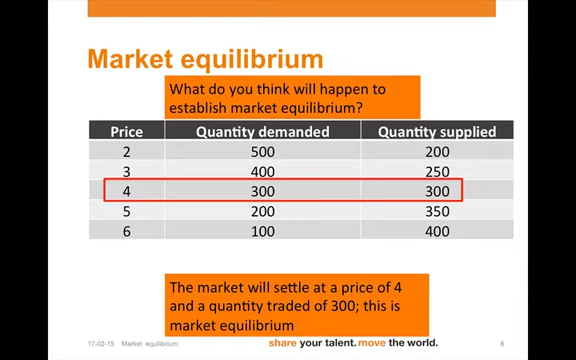 Market equilibrium
What do you think will happen to
establish market equilibrium?
Price Quantity demanded Quantity supplied
2 500 200
3 400 250
4 300 300
5 200 350
6 100 400
The market will settle at a price of 4
and a quantity traded of 300; this is
market equilibrium
17-02-15 Market equilibrium share your talent. move the world. 6